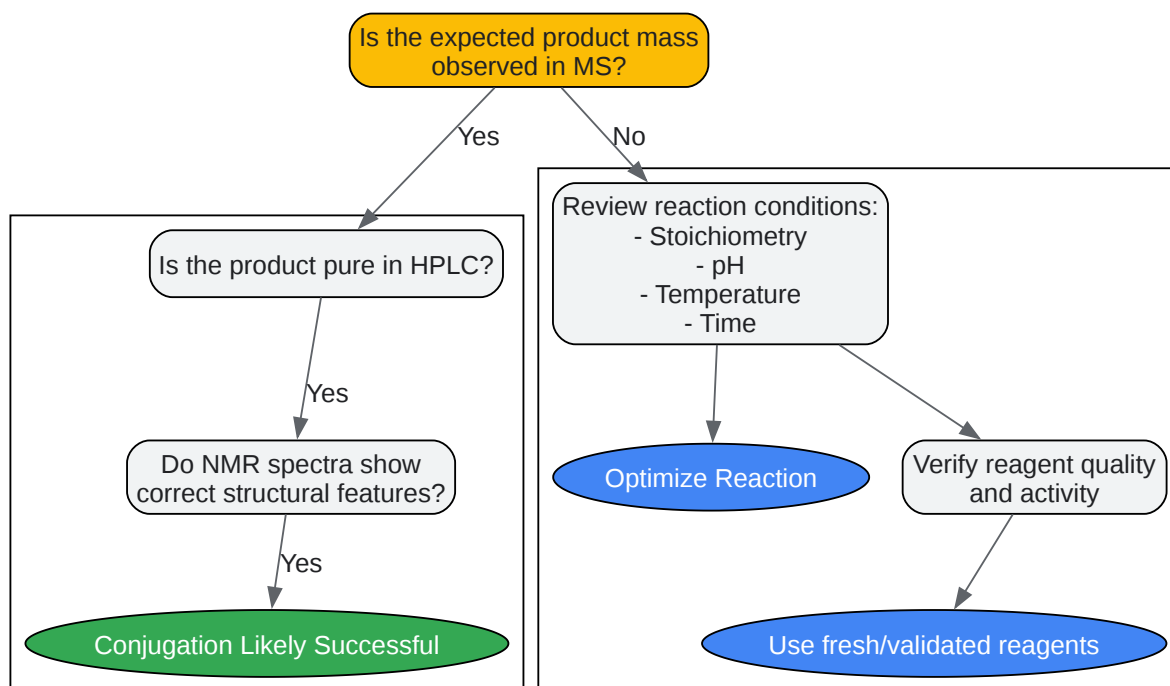 Is the expected product mass
observed in MS?
Yes
No
Is the product pure in HPLC?
Yes
Do NMR spectra show
correct structural features?
Yes
Conjugation Likely Successful
Review reaction conditions:
- Stoichiometry
- pH
- Temperature
- Time
Optimize Reaction
Verify reagent quality
and activity
Use fresh/validated reagents